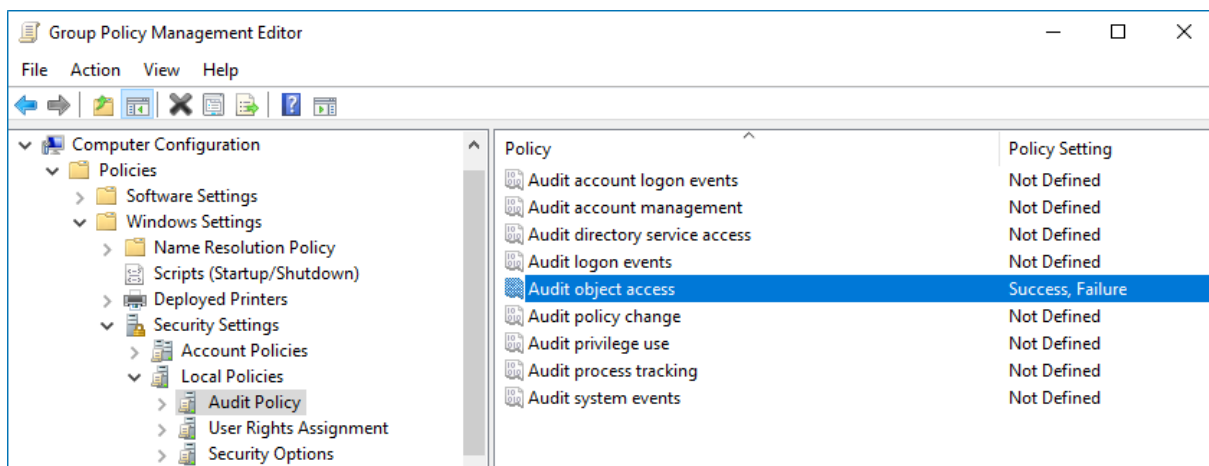 Group Policy Management Editor
File Action View Help
Computer Configuration
Policies
Software Settings
Windows Settings
Name Resolution Policy
Scripts (Startup/Shutdown)
Deployed Printers
Security Settings
Account Policies
Local Policies
Audit Policy
User Rights Assignment
Security Options
Policy Policy Setting
Audit account logon events Not Defined
Audit account management Not Defined
Audit directory service access Not Defined
Audit logon events Not Defined
Audit object access Success, Failure
Audit policy change Not Defined
Audit privilege use Not Defined
Audit process tracking Not Defined
Audit system events Not Defined